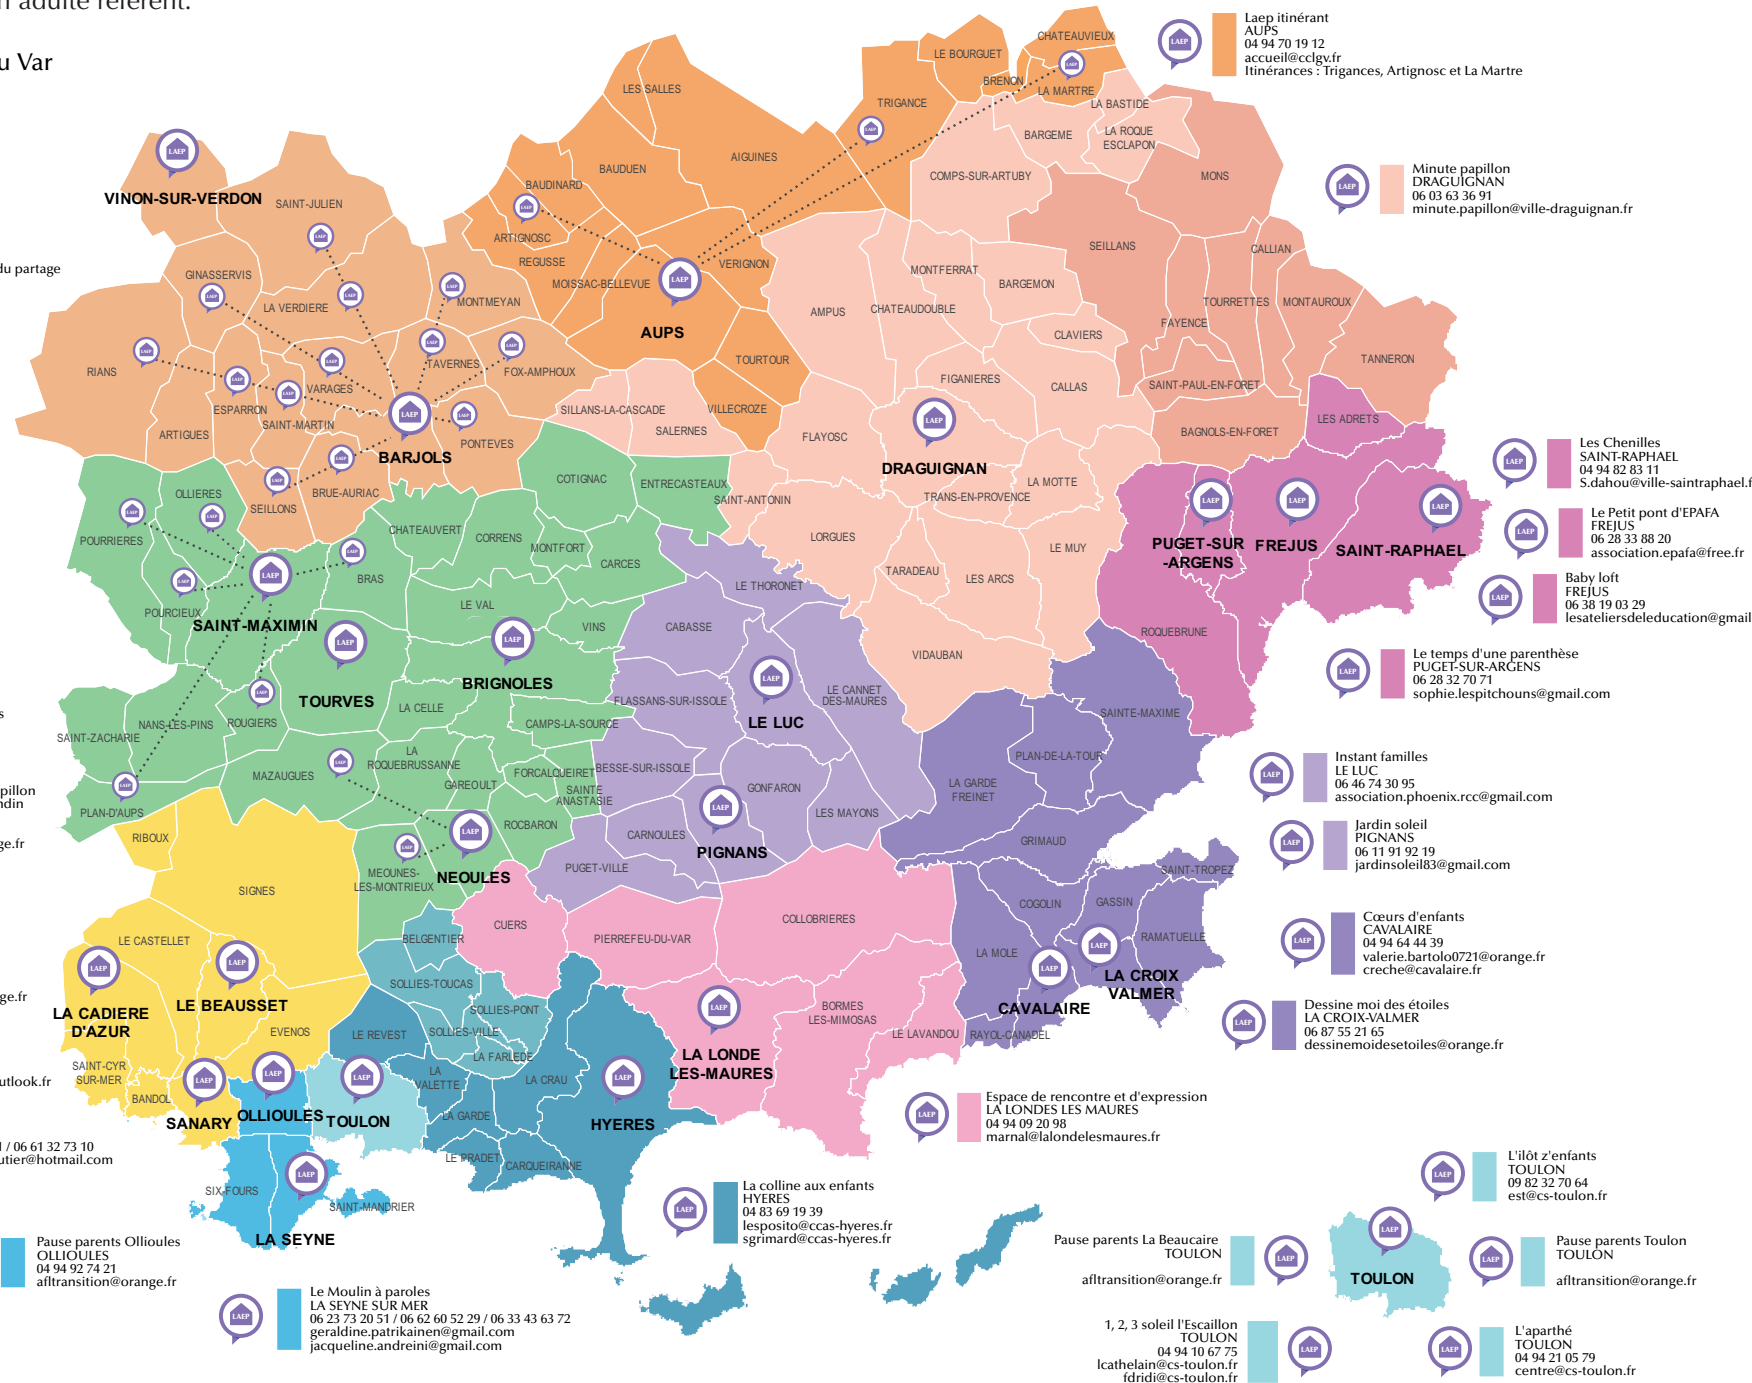 n adulte référent.
u Var
Laep itinérant
AUPS
04 94 70 19 12
accueil@cclgv.fr
Itinérances : Trigances, Artignosc et La Martre
Minute papillon
DRAGUIGNAN
06 03 63 36 91
minute.papillon@ville-draguignan.fr
Les Chenilles
SAINT-RAPHAEL
04 94 82 83 11
S.dahou@ville-saintraphael.f
Le Petit pont d'EPAFA
FREJUS
06 28 33 88 20
association.epafa@free.fr
Baby loft
FREJUS
06 38 19 03 29
lesateliersdeleducation@gmail
Le temps d'une parenthèse
PUGET-SUR-ARGENS
06 28 32 70 71
sophie.lespitchouns@gmail.com
Instant familles
LE LUC
06 46 74 30 95
association.phoenix.rcc@gmail.com
Jardin soleil
PIGNANS
06 11 91 92 19
jardinsoleil83@gmail.com
Cœurs d'enfants
CAVALAIRE
04 94 64 44 39
valerie.bartolo0721@orange.fr
creche@cavalaire.fr
Dessine moi des étoiles
LA CROIX-VALMER
06 87 55 21 65
dessinemoidesetoiles@orange.fr
Espace de rencontre et d'expression
LA LONDES LES MAURES
04 94 09 20 98
marnal@lalondelesmaures.fr
La colline aux enfants
HYERES
04 83 69 19 39
lesposito@ccas-hyeres.fr
sgrimard@ccas-hyeres.fr
L'ilôt z'enfants
TOULON
09 82 32 70 64
est@cs-toulon.fr
Pause parents La Beaucaire
TOULON
afltransition@orange.fr
Pause parents Toulon
TOULON
afltransition@orange.fr
1, 2, 3 soleil l'Escaillon
TOULON
04 94 10 67 75
lcathelain@cs-toulon.fr
fdridi@cs-toulon.fr
L'aparthé
TOULON
04 94 21 05 79
centre@cs-toulon.fr
TOULON
Pause parents Ollioules
OLLIOULES
04 94 92 74 21
afltransition@orange.fr
Le Moulin à paroles
LA SEYNE SUR MER
06 23 73 20 51 / 06 62 60 52 29 / 06 33 43 63 72
geraldine.patrikainen@gmail.com
jacqueline.andreini@gmail.com
du partage
s
pillon
ndin
ge.fr
ge.fr
utlook.fr
1 / 06 61 32 73 10
utier@hotmail.com
LAEP
CHATEAUVIEUX
LE BOURGUET
BRENON
LA MARTRE
TRIGANCE
LA BASTIDE
BARGEME
LA ROQUE
ESCLAPON
LES SALLES
AIGUINES
BAUDUEN
BAUDINARD
COMPS-SUR-ARTUBY
MONS
VINON-SUR-VERDON
SAINT-JULIEN
ARTIGNOSC
REGUSSE
MOISSAC-BELLEVUE
VERIGNON
AUPS
SEILLANS
CALLIAN
GINASSERVIS
LA VERDIERE
MONTMEYAN
MONTFERRAT
BARGEMON
AMPUS
CHATEAUDOUBLE
TOURRETTES
MONTAUROUX
FAYENCE
CLAVIERS
TANNERON
RIANS
TAVERNES
FOX-AMPHOUX
TOURTOUR
FIGANIERES
CALLAS
SAINT-PAUL-EN-FORET
VARAGES
ESPARRON
SAINT-MARTIN
ARTIGUES
SILLANS-LA-CASCADE
VILLECROZE
SALERNES
FLAYOSC
BAGNOLS-EN-FORET
LES ADRETS
PONTEVES
BARJOLS
DRAGUIGNAN
COTIGNAC
ENTRECASTEAUX
SAINT-ANTONIN
TRANS-EN-PROVENCE
LA MOTTE
OLLIERES
SEILLONS
BRUE-AURIAC
POURRIERES
CHATEAUVERT
CORRENS
MONTFORT
CARCES
LORGUES
LE MUY
PUGET-SUR
-ARGENS
FREJUS
SAINT-RAPHAEL
BRAS
TARADEAU
LES ARCS
LE THORONET
POURCIEUX
SAINT-MAXIMIN
LE VAL
VINS
CABASSE
ROQUEBRUNE
VIDAUBAN
TOURVES
BRIGNOLES
LA CELLE
FLASSANS-SUR-ISSOLE
LE CANNET
DES-MAURES
LE LUC
SAINTE-MAXIME
SAINT-ZACHARIE
NANS-LES-PINS
ROUGIERS
CAMPS-LA-SOURCE
PLAN-DE-LA-TOUR
MAZAUGUES
LA
ROQUEBRUSSANNE
GAREOULT
FORCALQUEIRET
SAINTE
ANASTASIE
BESSE-SUR-ISSOLE
GONFARON
LA GARDE
FREINET
PLAN-D'AUPS
ROCBARON
LES MAYONS
RIBOUX
CARNOULES
PIGNANS
GRIMAUD
SAINT-TROPEZ
SIGNES
MEOUNES-
LES-MONTRIEUX
NEOULES
PUGET-VILLE
COGOLIN
GASSIN
CUERS
COLLOBRIERES
LE CASTELLET
BELGENTIER
PIERREFEU-DU-VAR
LA MOLE
RAMATUELLE
LA CROIX
VALMER
SOLLIES-TOUCAS
LA CADIERE
D'AZUR
LE BEAUSSET
SOLLIES-PONT
BORMES
LES-MIMOSAS
CAVALAIRE
EVENOS
LE REVEST
SOLLIES-VILLE
LE LAVANDOU
RAYOL-CANADEL
LA FARLEDE
SAINT-CYR
SUR-MER
LA LONDE
LES-MAURES
LA
VALETTE
LA CRAU
BANDOL
SANARY
OLLIOULES
TOULON
LA GARDE
HYERES
LE PRADET
CARQUEIRANNE
SIX-FOURS
SAINT-MANDRIER
LA SEYNE